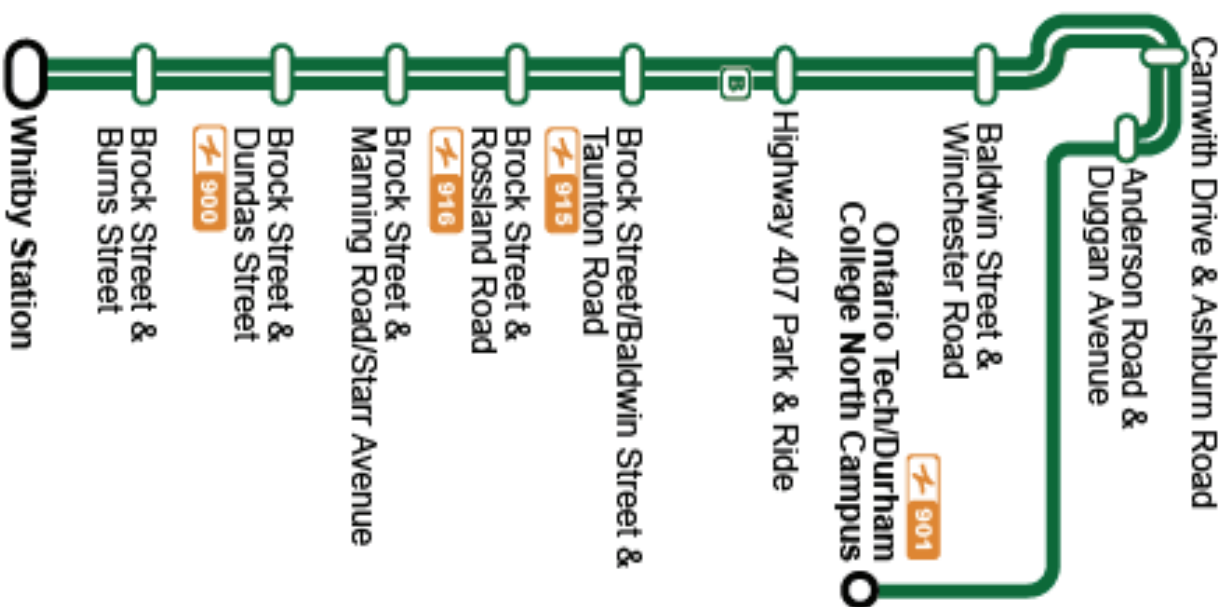 Carnwith Drive & Ashburn Road
Anderson Road &
Duggan Avenue
Baldwin Street &
Winchester Road
901
Ontario Tech/Durham
College North Campus
Highway 407 Park & Ride
B
Brock Street/Baldwin Street &
Taunton Road
915
Brock Street &
Rossland Road
916
Brock Street &
Manning Road/Starr Avenue
Brock Street &
Dundas Street
900
Brock Street &
Burns Street
Whitby Station